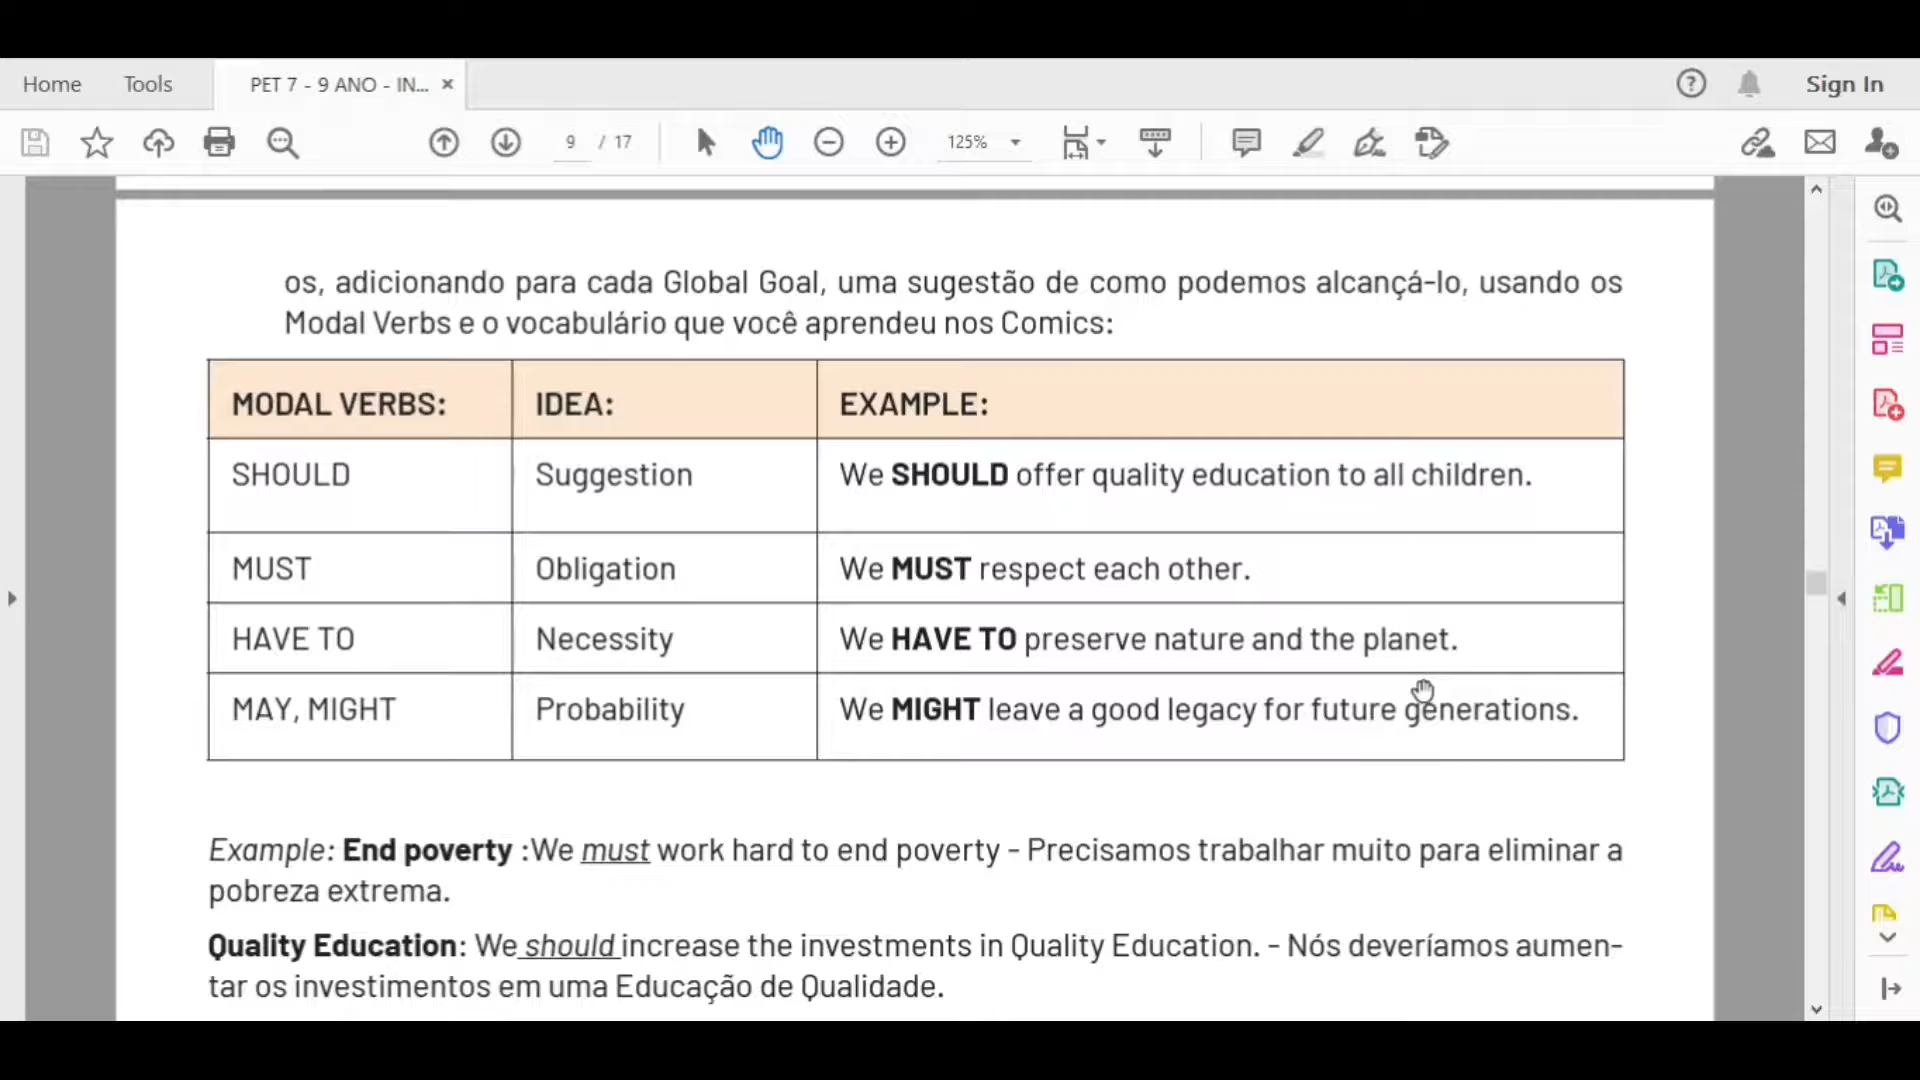 Home Tools PET 7 - 9 ANO - IN... × Sign In
9 / 17 125%
os, adicionando para cada Global Goal, uma sugestão de como podemos alcançá-lo, usando os
Modal Verbs e o vocabulário que você aprendeu nos Comics:
MODAL VERBS: IDEA: EXAMPLE:
SHOULD Suggestion We SHOULD offer quality education to all children.
MUST Obligation We MUST respect each other.
HAVE TO Necessity We HAVE TO preserve nature and the planet.
MAY, MIGHT Probability We MIGHT leave a good legacy for future generations.
Example: End poverty :We must work hard to end poverty - Precisamos trabalhar muito para eliminar a
pobreza extrema.
Quality Education: We should increase the investments in Quality Education. - Nós deveríamos aumen-
tar os investimentos em uma Educação de Qualidade.